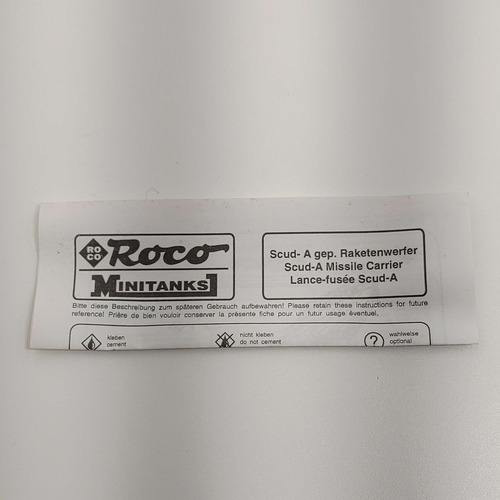 RO
CO
Roco
MINITANKS
Scud- A gep. Raketenwerfer
Scud-A Missile Carrier
Lance-fusée Scud-A
Bitte diese Beschreibung zum späteren Gebrauch aufbewahren! Please retain these instructions for future
reference! Prière de bien vouloir conserver la présente fiche pour un futur usage éventuel.
kleben
cement
nicht kleben
do not cement
?
wahlweise
optional